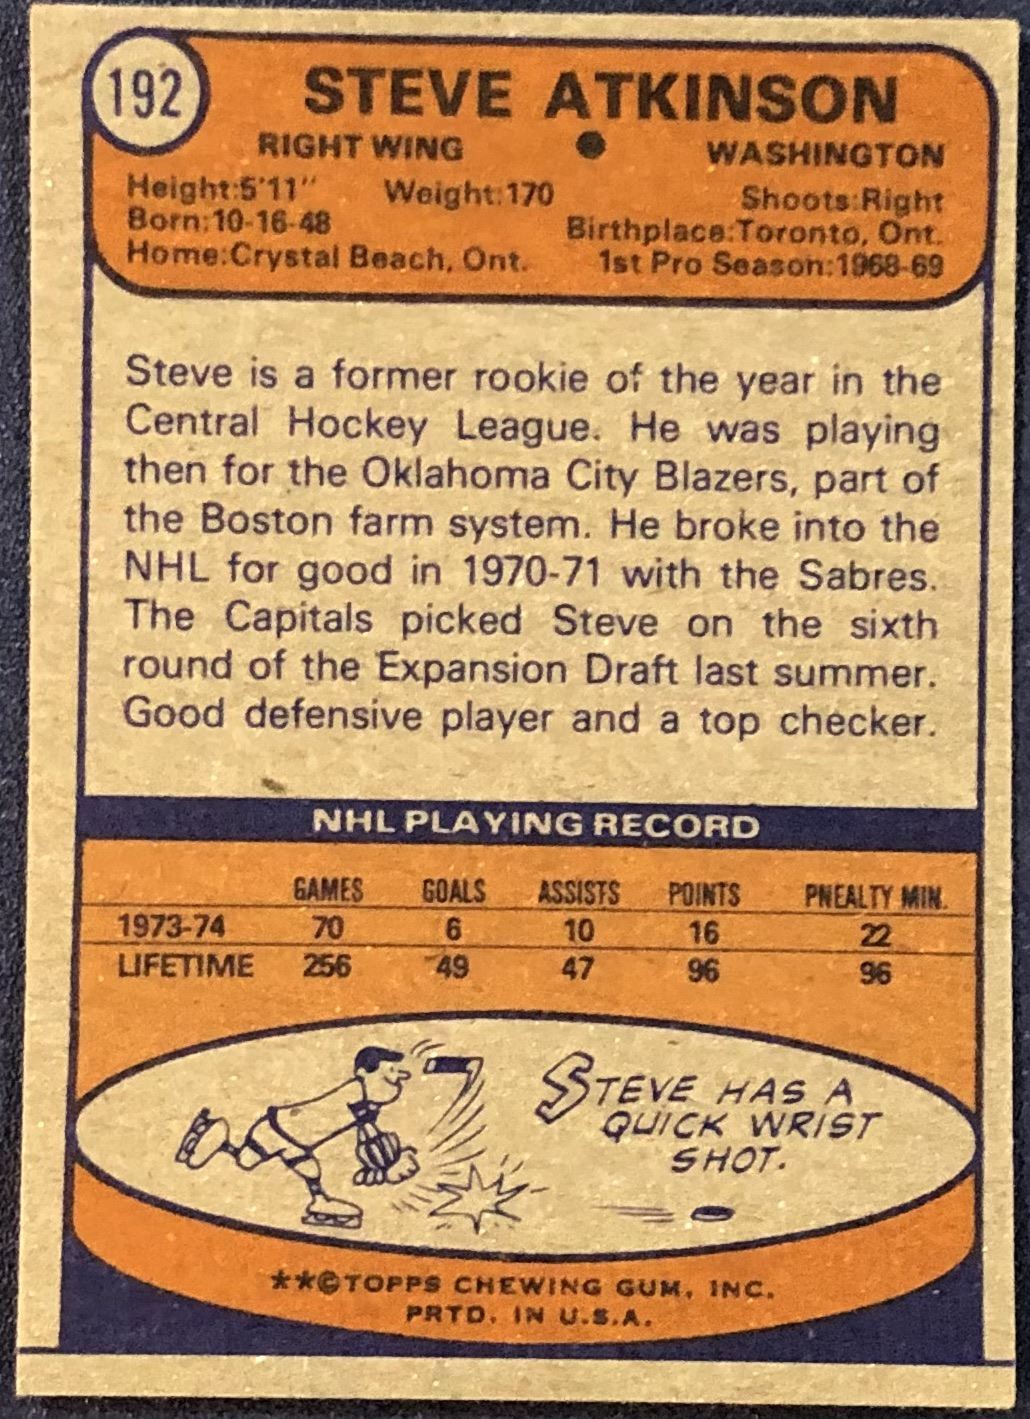 192
STEVE ATKINSON
RIGHT WING • WASHINGTON
Height:5'11" Weight:170 Shoots:Right
Born:10-16-48 Birthplace:Toronto, Ont.
Home:Crystal Beach, Ont. 1st Pro Season:1968-69
Steve is a former rookie of the year in the
Central Hockey League. He was playing
then for the Oklahoma City Blazers, part of
the Boston farm system. He broke into the
NHL for good in 1970-71 with the Sabres.
The Capitals picked Steve on the sixth
round of the Expansion Draft last summer.
Good defensive player and a top checker.
NHL PLAYING RECORD
GAMES GOALS ASSISTS POINTS PNEALTY MIN.
1973-74 70 6 10 16 22
LIFETIME 256 49 47 96 96
STEVE HAS A
QUICK WRIST
SHOT.
**©TOPPS CHEWING GUM, INC.
PRTD. IN U.S.A.